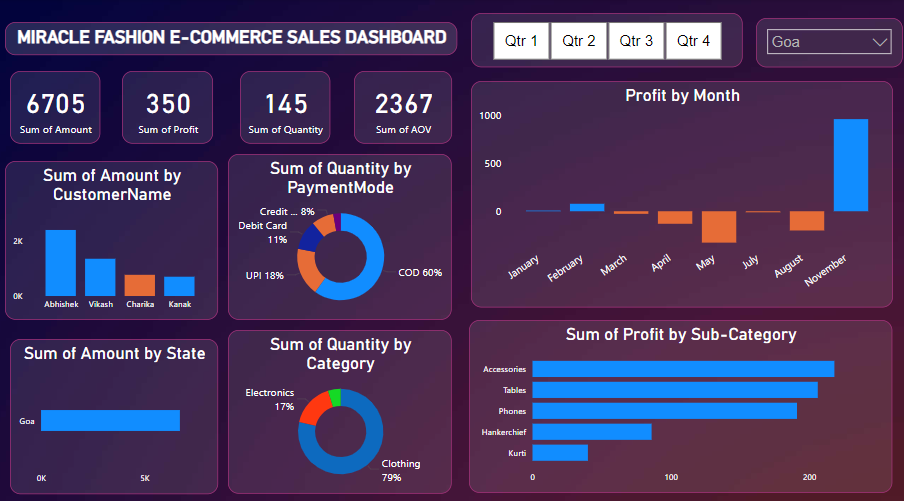 MIRACLE FASHION E-COMMERCE SALES DASHBOARD
Qtr 1 Qtr 2 Qtr 3 Qtr 4
Goa
6705
Sum of Amount
350
Sum of Profit
145
Sum of Quantity
2367
Sum of AOV
Sum of Amount by
CustomerName
2K
0K
Abhishek Vikash Charika Kanak
Sum of Quantity by
PaymentMode
Credit ... 8%
Debit Card
11%
UPI 18%
COD 60%
Profit by Month
1000
500
0
January February March April May July August November
Sum of Amount by State
Goa
0K 5K
Sum of Quantity by
Category
Electronics
17%
Clothing
79%
Sum of Profit by Sub-Category
Accessories
Tables
Phones
Hankerchief
Kurti
0 100 200